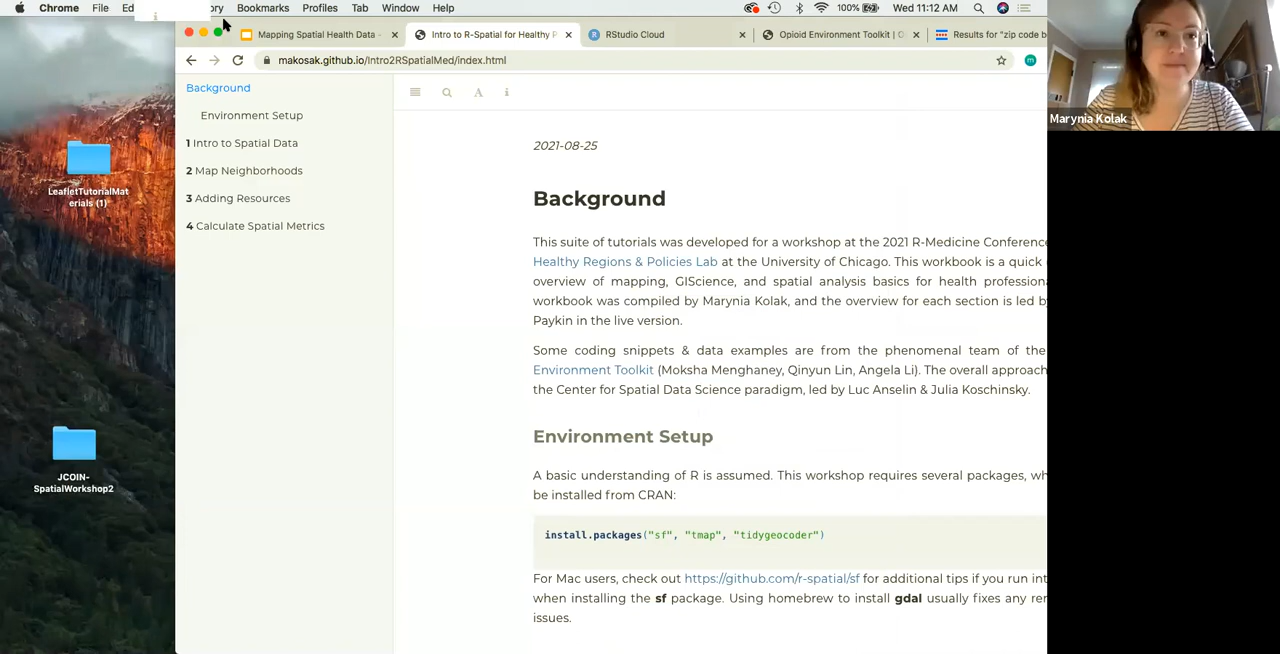 Chrome File Ed ory Bookmarks Profiles Tab Window Help 100% Wed 11:12 AM
Mapping Spatial Health Data - Intro to R-Spatial for Healthy P RStudio Cloud Opioid Environment Toolkit | O Results for "zip code b
makosak.github.io/Intro2RSpatialMed/index.html
m
Background
Environment Setup
1 Intro to Spatial Data
2 Map Neighborhoods
3 Adding Resources
4 Calculate Spatial Metrics
LeafletTutorialMat
erials (1)
JCOIN-
SpatialWorkshop2
2021-08-25
Background
This suite of tutorials was developed for a workshop at the 2021 R-Medicine Conference
Healthy Regions & Policies Lab at the University of Chicago. This workbook is a quick
overview of mapping, GIScience, and spatial analysis basics for health professiona
workbook was compiled by Marynia Kolak, and the overview for each section is led by
Paykin in the live version.
Some coding snippets & data examples are from the phenomenal team of the
Environment Toolkit (Moksha Menghaney, Qinyun Lin, Angela Li). The overall approach
the Center for Spatial Data Science paradigm, led by Luc Anselin & Julia Koschinsky.
Environment Setup
A basic understanding of R is assumed. This workshop requires several packages, wh
be installed from CRAN:
install.packages("sf", "tmap", "tidygeocoder")
For Mac users, check out https://github.com/r-spatial/sf for additional tips if you run int
when installing the sf package. Using homebrew to install gdal usually fixes any rem
issues.
Marynia Kolak